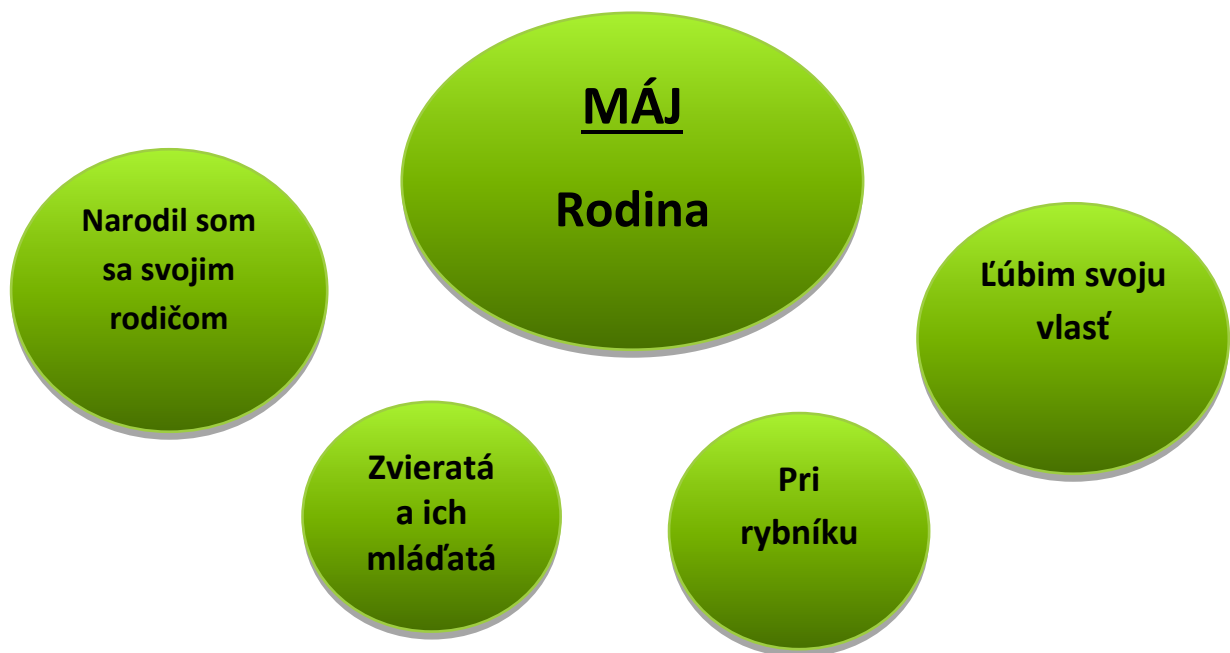 MÁJ
Rodina
Narodil som
sa svojim
rodičom
Zvieratá
a ich
mláďatá
Pri
rybníku
Ľúbim svoju
vlasť